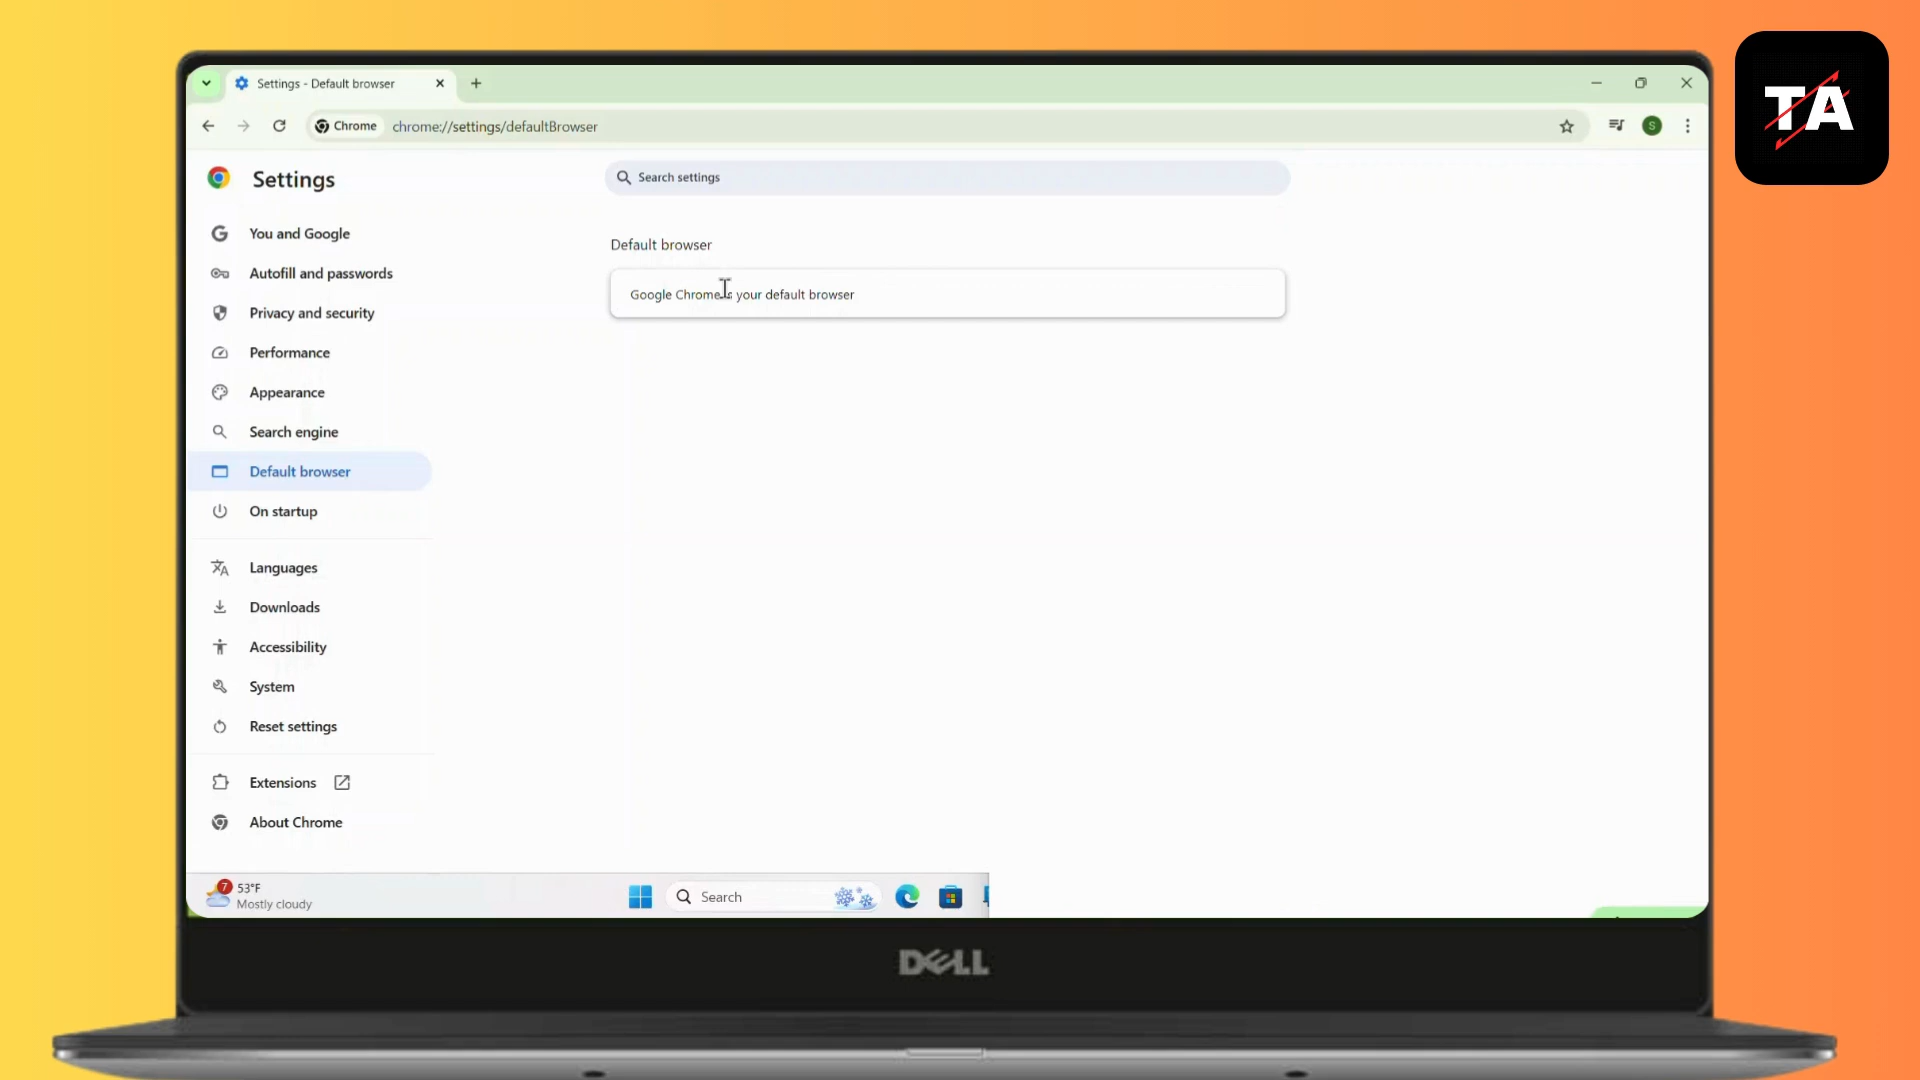 Settings - Default browser
TA
Chrome
chrome://settings/defaultBrowser
S
Settings
Search settings
You and Google
Autofill and passwords
Privacy and security
Performance
Appearance
Search engine
Default browser
On startup
Languages
Downloads
Accessibility
System
Reset settings
Extensions
About Chrome
Default browser
Google Chrome is your default browser
7
53°F
Mostly cloudy
Search
DELL